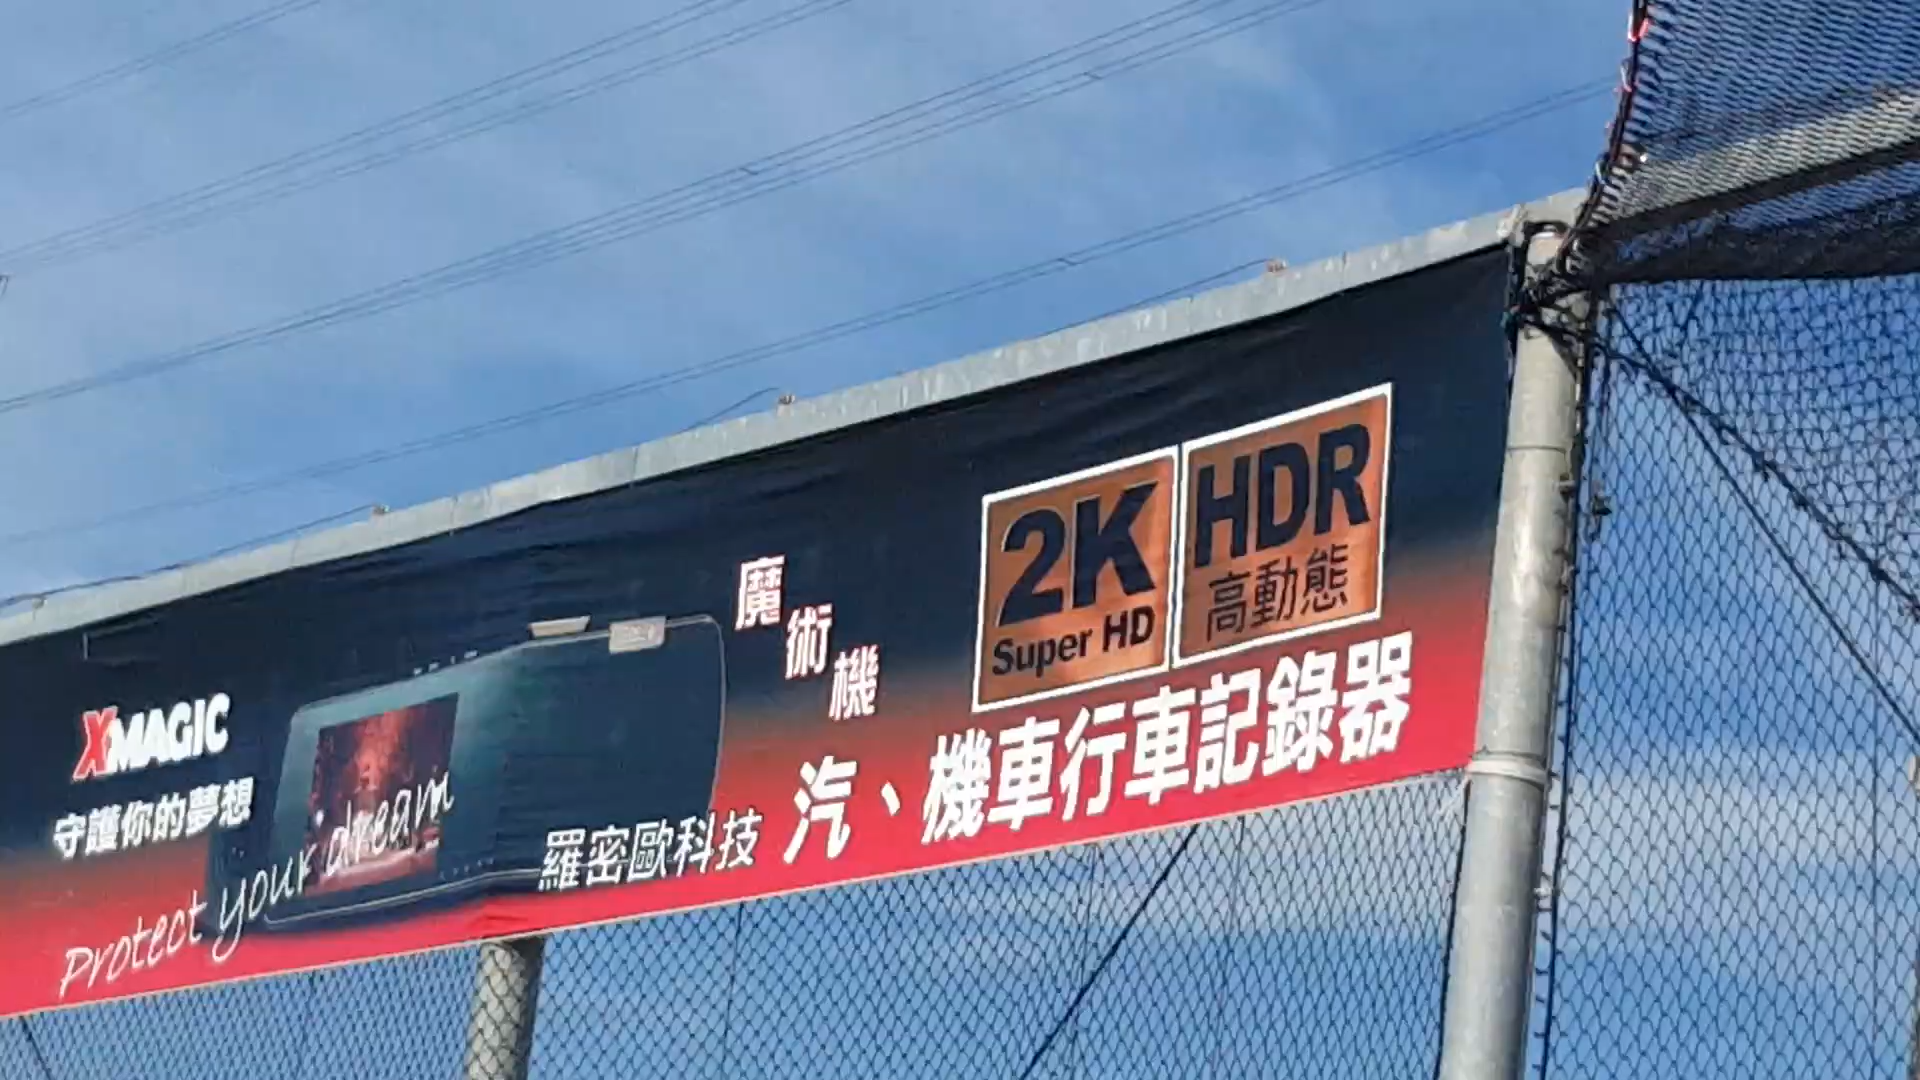 XMAGIC
守護你的夢想
Protect your dream
魔術機
2K
Super HD
HDR
高動態
羅密歐科技
汽、機車行車記錄器